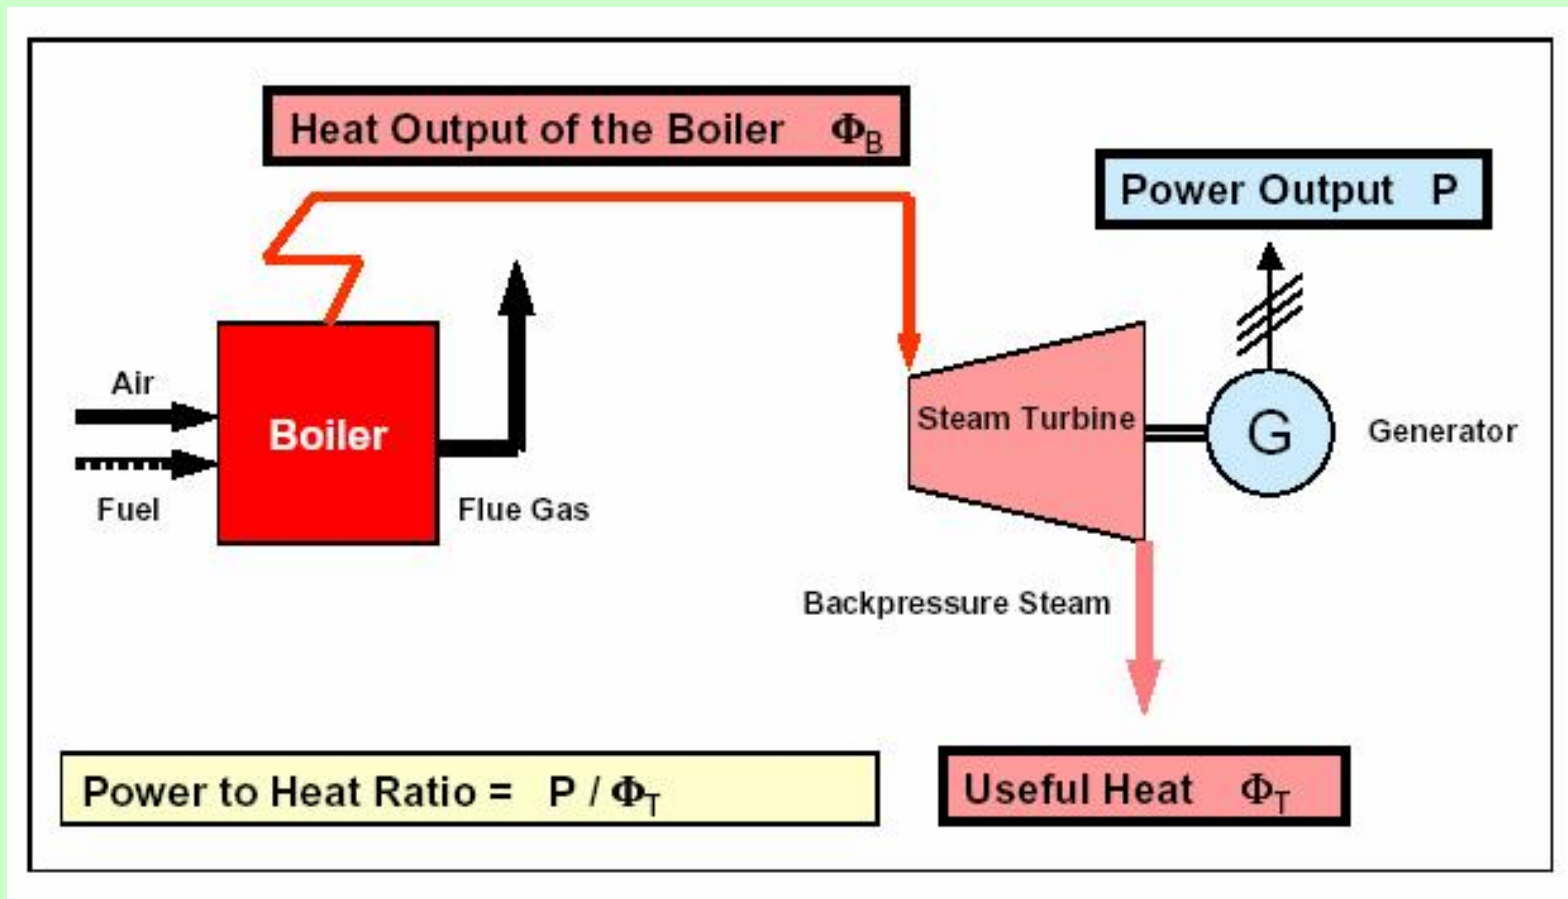 Heat Output of the Boiler ΦB
Power Output P
Air
Boiler
Fuel
Flue Gas
Steam Turbine
G
Generator
Backpressure Steam
Power to Heat Ratio = P / ΦT
Useful Heat ΦT